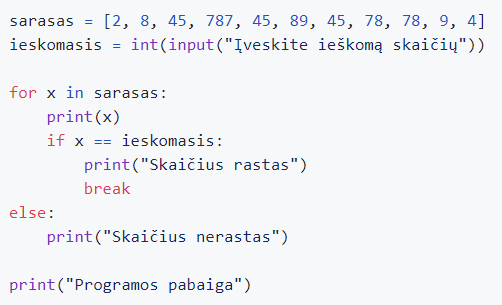 sarasas = [2, 8, 45, 787, 45, 89, 45, 78, 78, 9, 4]
ieskomasis = int(input("Įveskite ieškomą skaičių"))
for x in sarasas:
    print(x)
    if x == ieskomasis:
        print("Skaičius rastas")
        break
else:
    print("Skaičius nerastas")
print("Programos pabaiga")